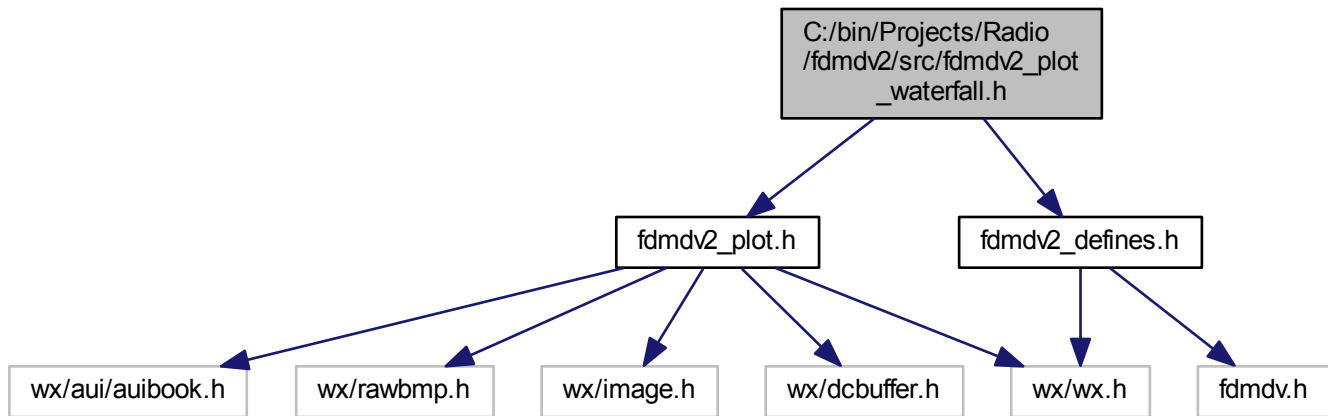 C:/bin/Projects/Radio
/fdmdv2/src/fdmdv2_plot
_waterfall.h
fdmdv2_plot.h
fdmdv2_defines.h
wx/aui/auibook.h
wx/rawbmp.h
wx/image.h
wx/dcbuffer.h
wx/wx.h
fdmdv.h